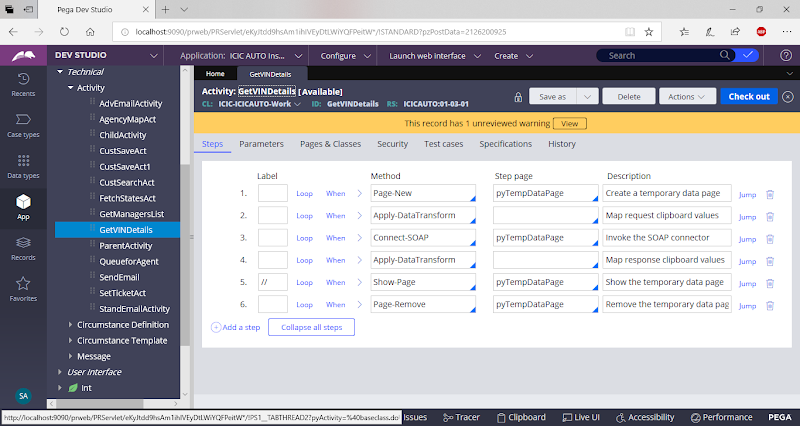 Pega Dev Studio
localhost:9090/prweb/PRServlet/eKyJtdd9hsAm1ihIVEyDtLWiYQFPeitW*/!STANDARD?pzPostData=2126200925
DEV STUDIO
Application: ICIC AUTO Ins...
Configure
Launch web interface
Create
Search
Recents
Case types
Data types
App
Records
Favorites
SA
Technical
Activity
AdvEmailActivity
AgencyMapAct
ChildActivity
CustSaveAct
CustSaveAct1
CustSearchAct
FetchStatesAct
GetManagersList
GetVINDetails
ParentActivity
QueueforAgent
SendEmail
SetTicketAct
StandEmailActivity
Circumstance Definition
Circumstance Template
Message
User Interface
Int
Home
GetVINDetails
Activity: GetVINDetails [Available]
CL: ICIC-ICICAUTO-Work ID: GetVINDetails RS: ICICAUTO:01-03-01
Save as
Delete
Actions
Check out
This record has 1 unreviewed warning View
Steps Parameters Pages & Classes Security Test cases Specifications History
Label Method Step page Description
1. Loop When Page-New pyTempDataPage Create a temporary data page Jump
2. Loop When Apply-DataTransform Map request clipboard values Jump
3. Loop When Connect-SOAP pyTempDataPage Invoke the SOAP connector Jump
4. Loop When Apply-DataTransform Map response clipboard values Jump
5. // Loop When Show-Page pyTempDataPage Show the temporary data page Jump
6. Loop When Page-Remove pyTempDataPage Remove the temporary data pag Jump
Add a step
Collapse all steps
http://localhost:9090/prweb/PRServlet/eKyJtdd9hsAm1ihIVEyDtLWiYQFPeitW*/!PS1__TABTHREAD2?pyActivity=%40baseclass.do
Issues Tracer Clipboard Live UI Accessibility Performance PEGA